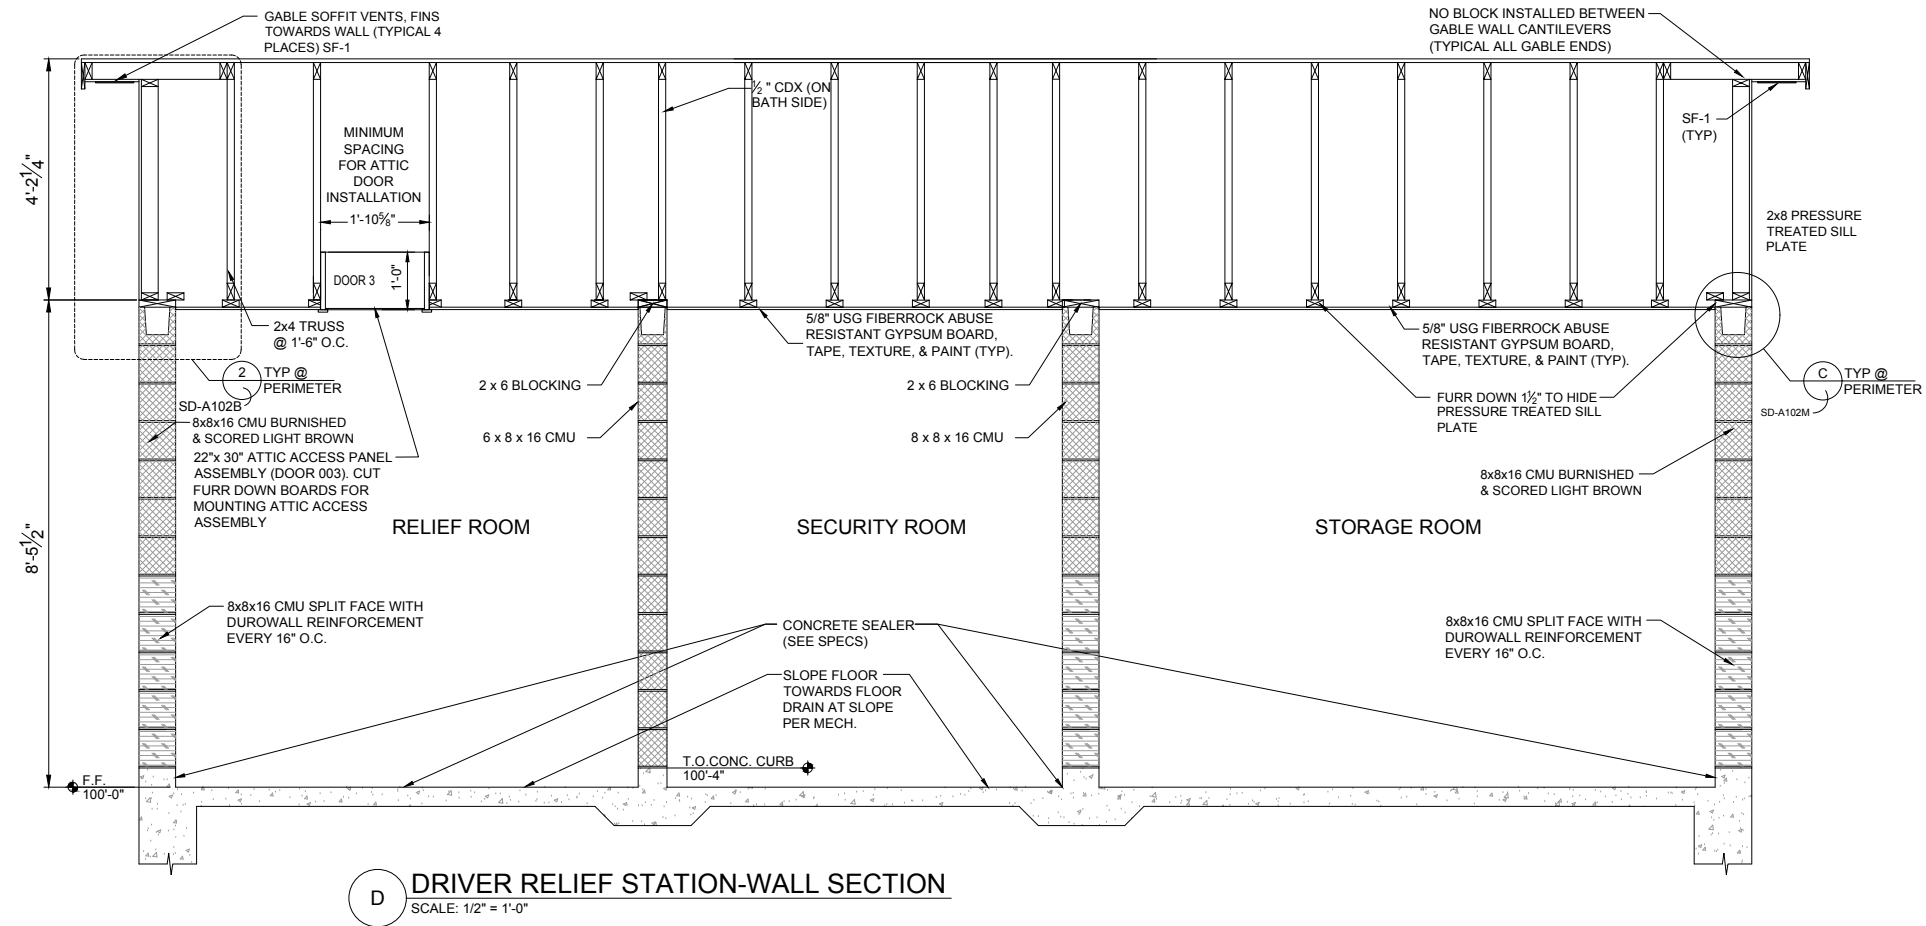 GABLE SOFFIT VENTS, FINS
TOWARDS WALL (TYPICAL 4
PLACES) SF-1
NO BLOCK INSTALLED BETWEEN
GABLE WALL CANTILEVERS
(TYPICAL ALL GABLE ENDS)
½ " CDX (ON
BATH SIDE)
SF-1
(TYP)
MINIMUM
SPACING
FOR ATTIC
DOOR
INSTALLATION
1'-10⅝"
4'-2¼"
2x8 PRESSURE
TREATED SILL
PLATE
DOOR 3
1'-0"
2x4 TRUSS
@ 1'-6" O.C.
5/8" USG FIBERROCK ABUSE
RESISTANT GYPSUM BOARD,
TAPE, TEXTURE, & PAINT (TYP).
5/8" USG FIBERROCK ABUSE
RESISTANT GYPSUM BOARD,
TAPE, TEXTURE, & PAINT (TYP).
2
TYP @
PERIMETER
SD-A102B
2 x 6 BLOCKING
2 x 6 BLOCKING
C
TYP @
PERIMETER
SD-A102M
FURR DOWN 1½" TO HIDE
PRESSURE TREATED SILL
PLATE
8x8x16 CMU BURNISHED
& SCORED LIGHT BROWN
6 x 8 x 16 CMU
8 x 8 x 16 CMU
22"x 30" ATTIC ACCESS PANEL
ASSEMBLY (DOOR 003). CUT
FURR DOWN BOARDS FOR
MOUNTING ATTIC ACCESS
ASSEMBLY
8x8x16 CMU BURNISHED
& SCORED LIGHT BROWN
8'-5½"
RELIEF ROOM
SECURITY ROOM
STORAGE ROOM
8x8x16 CMU SPLIT FACE WITH
DUROWALL REINFORCEMENT
EVERY 16" O.C.
CONCRETE SEALER
(SEE SPECS)
8x8x16 CMU SPLIT FACE WITH
DUROWALL REINFORCEMENT
EVERY 16" O.C.
SLOPE FLOOR
TOWARDS FLOOR
DRAIN AT SLOPE
PER MECH.
T.O.CONC. CURB
100'-4"
F.F.
100'-0"
D
DRIVER RELIEF STATION-WALL SECTION
SCALE: 1/2" = 1'-0"